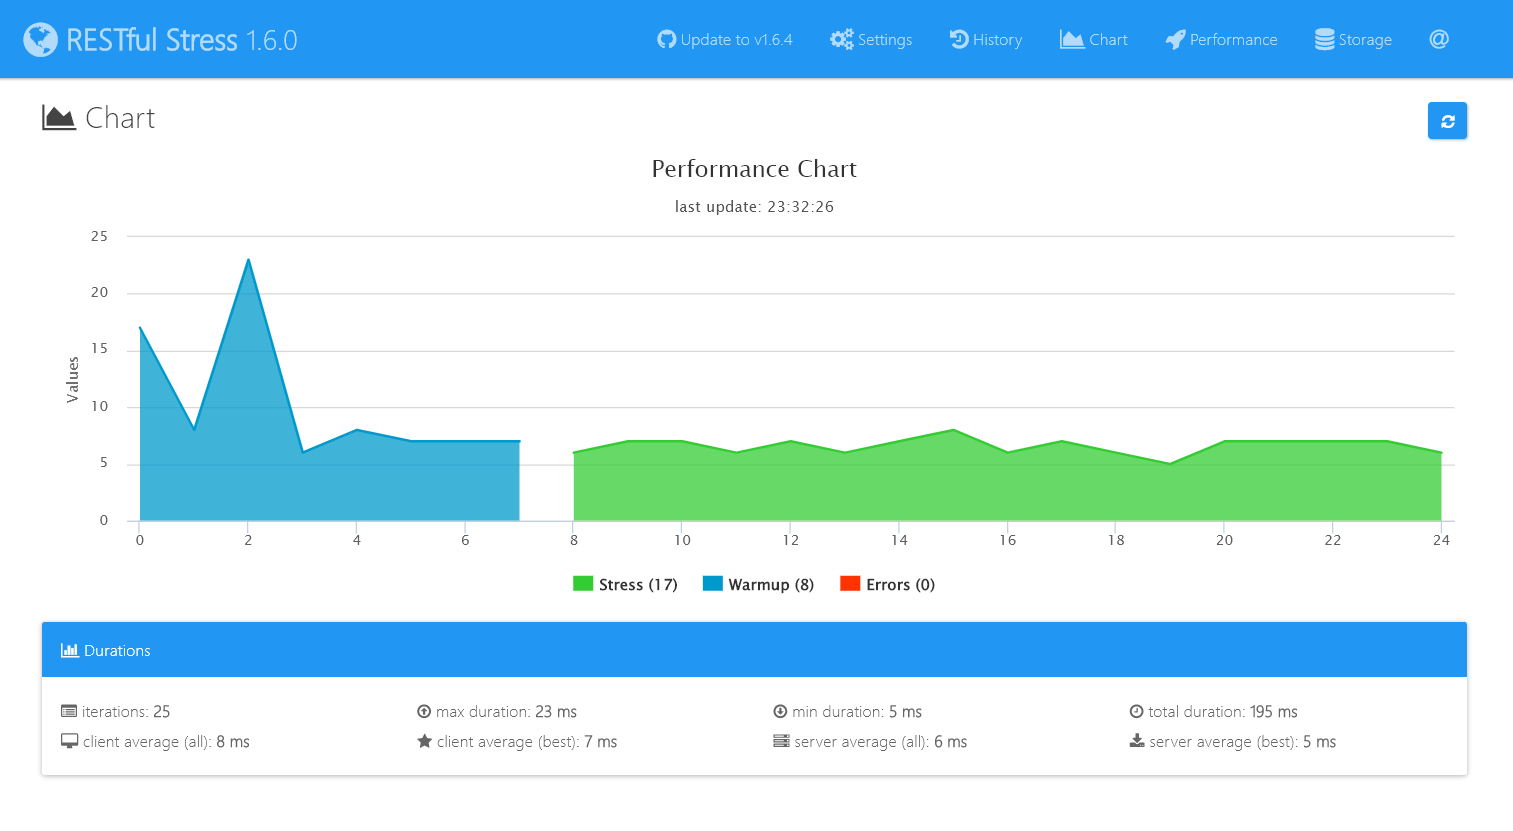 RESTful Stress 1.6.0
Update to v1.6.4
Settings
History
Chart
Performance
Storage
@
Chart
Performance Chart
last update: 23:32:26
25
20
15
10
5
0
Values
0 2 4 6 8 10 12 14 16 18 20 22 24
Stress (17) Warmup (8) Errors (0)
Durations
iterations: 25 max duration: 23 ms min duration: 5 ms total duration: 195 ms
client average (all): 8 ms client average (best): 7 ms server average (all): 6 ms server average (best): 5 ms